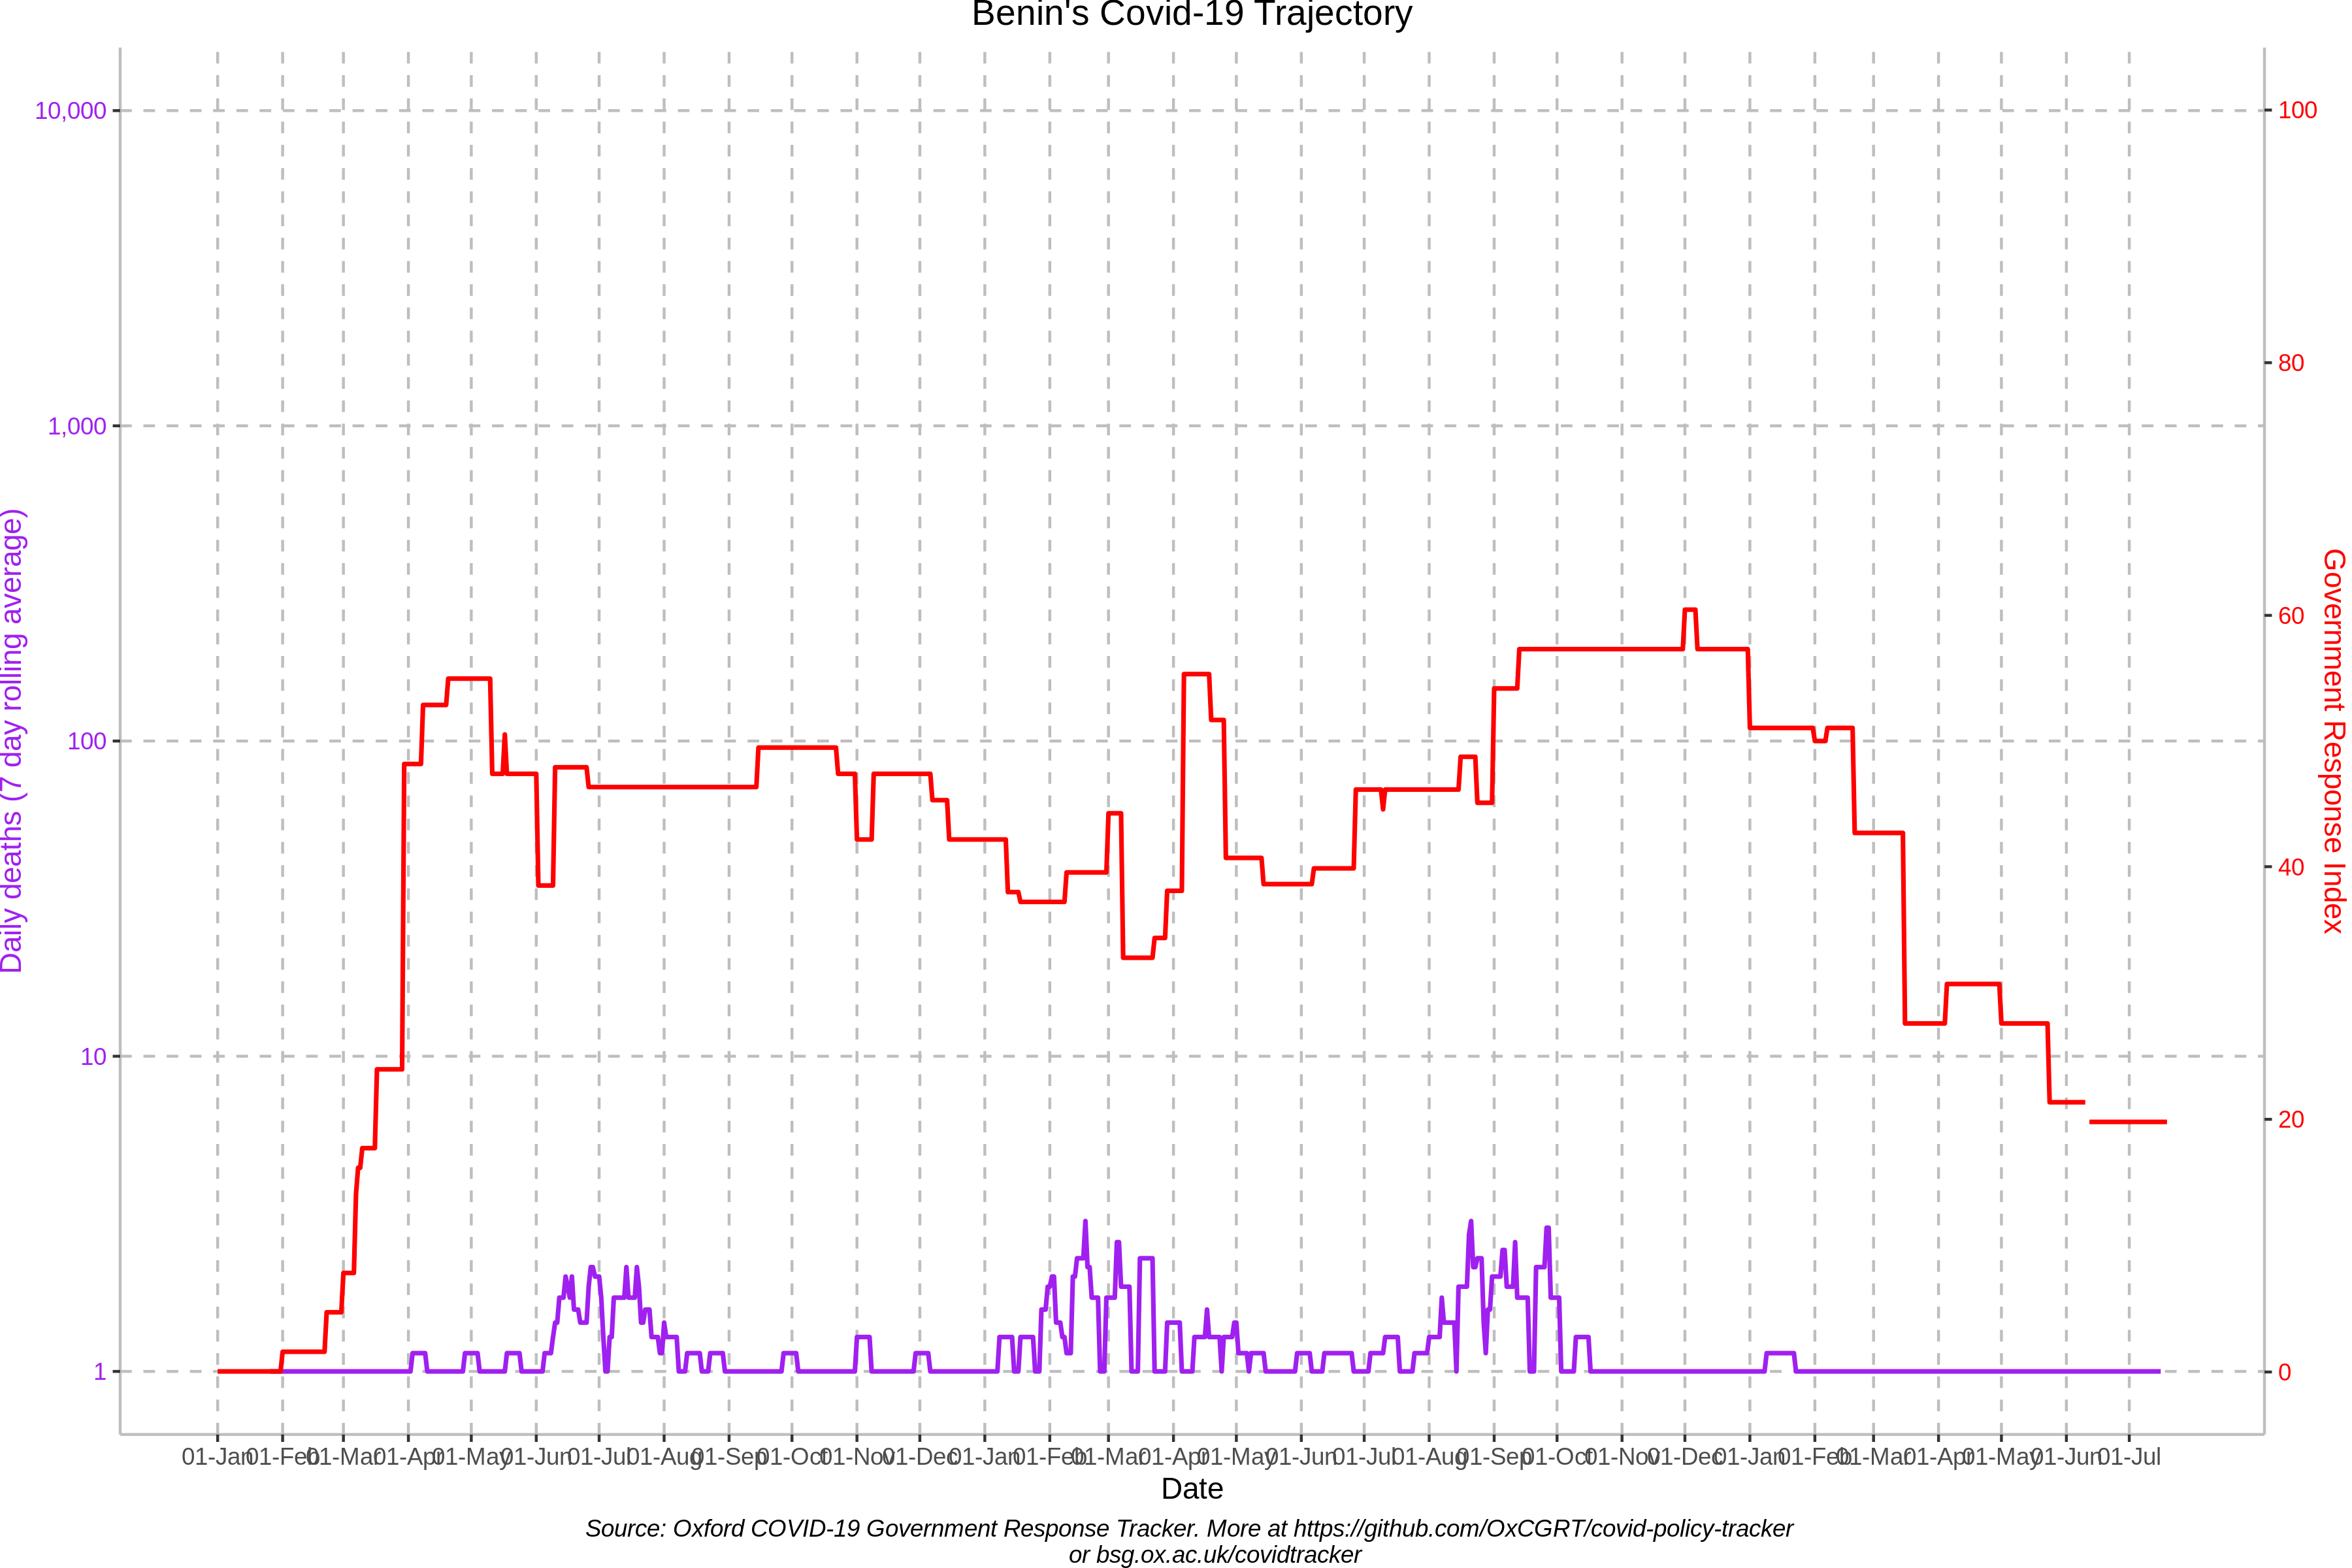 Benin's Covid-19 Trajectory
10,000
1,000
100
10
1
Daily deaths (7 day rolling average)
100
80
60
40
20
0
Government Response Index
01-Jan 01-Feb 01-Mar 01-Apr 01-May 01-Jun 01-Jul 01-Aug 01-Sep 01-Oct 01-Nov 01-Dec 01-Jan 01-Feb 01-Mar 01-Apr 01-May 01-Jun 01-Jul 01-Aug 01-Sep 01-Oct 01-Nov 01-Dec 01-Jan 01-Feb 01-Mar 01-Apr 01-May 01-Jun 01-Jul
Date
Source: Oxford COVID-19 Government Response Tracker. More at https://github.com/OxCGRT/covid-policy-tracker
or bsg.ox.ac.uk/covidtracker